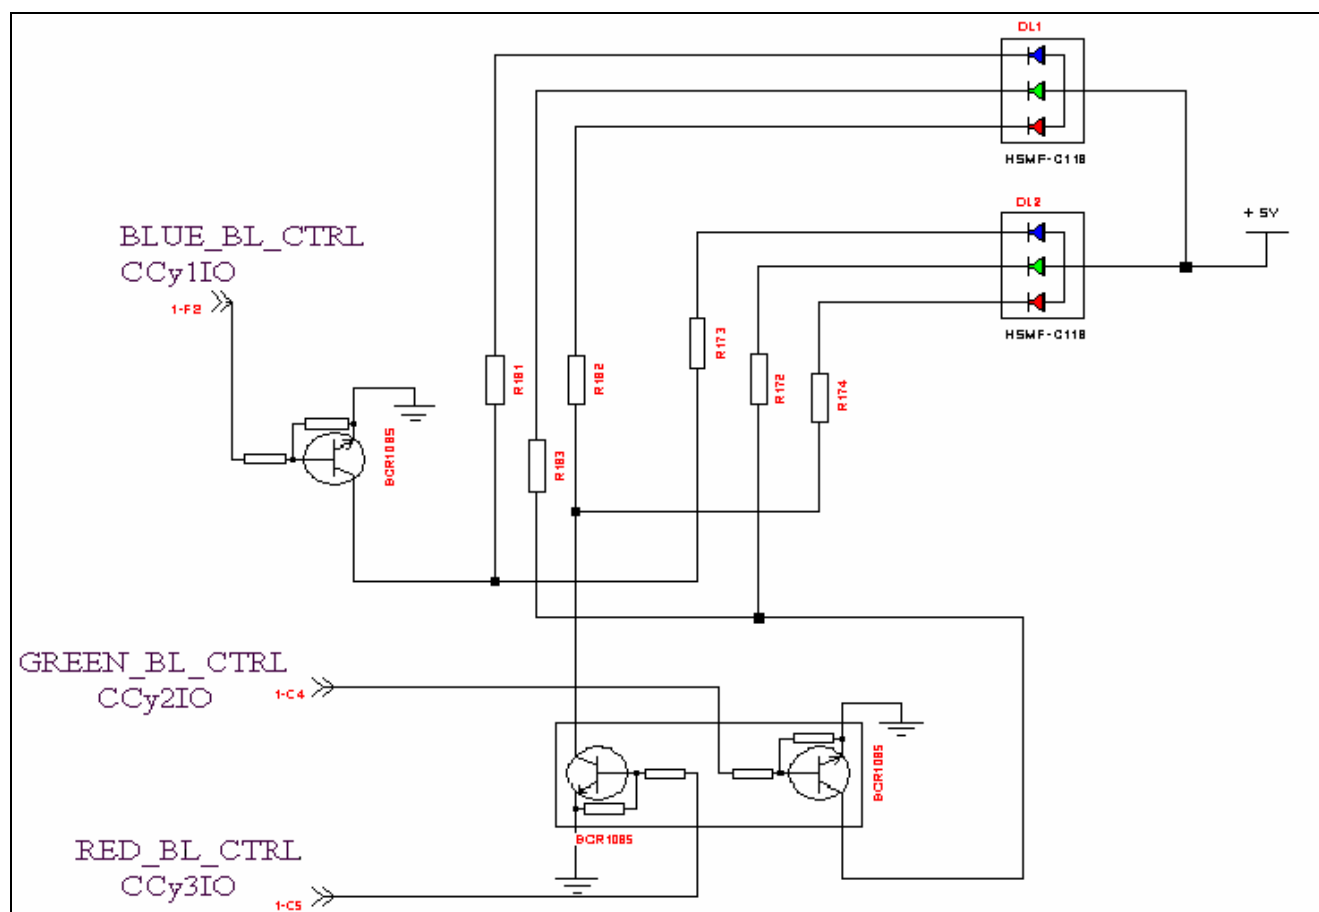 DL1
HSMF-C118
DL2
+ 5V
HSMF-C118
BLUE_BL_CTRL
CCy1IO
1-F2
R173
R181
R182
R172
R174
BCR108S
R183
GREEN_BL_CTRL
CCy2IO
1-C4
BCR108S
BCR108S
RED_BL_CTRL
CCy3IO
1-C5